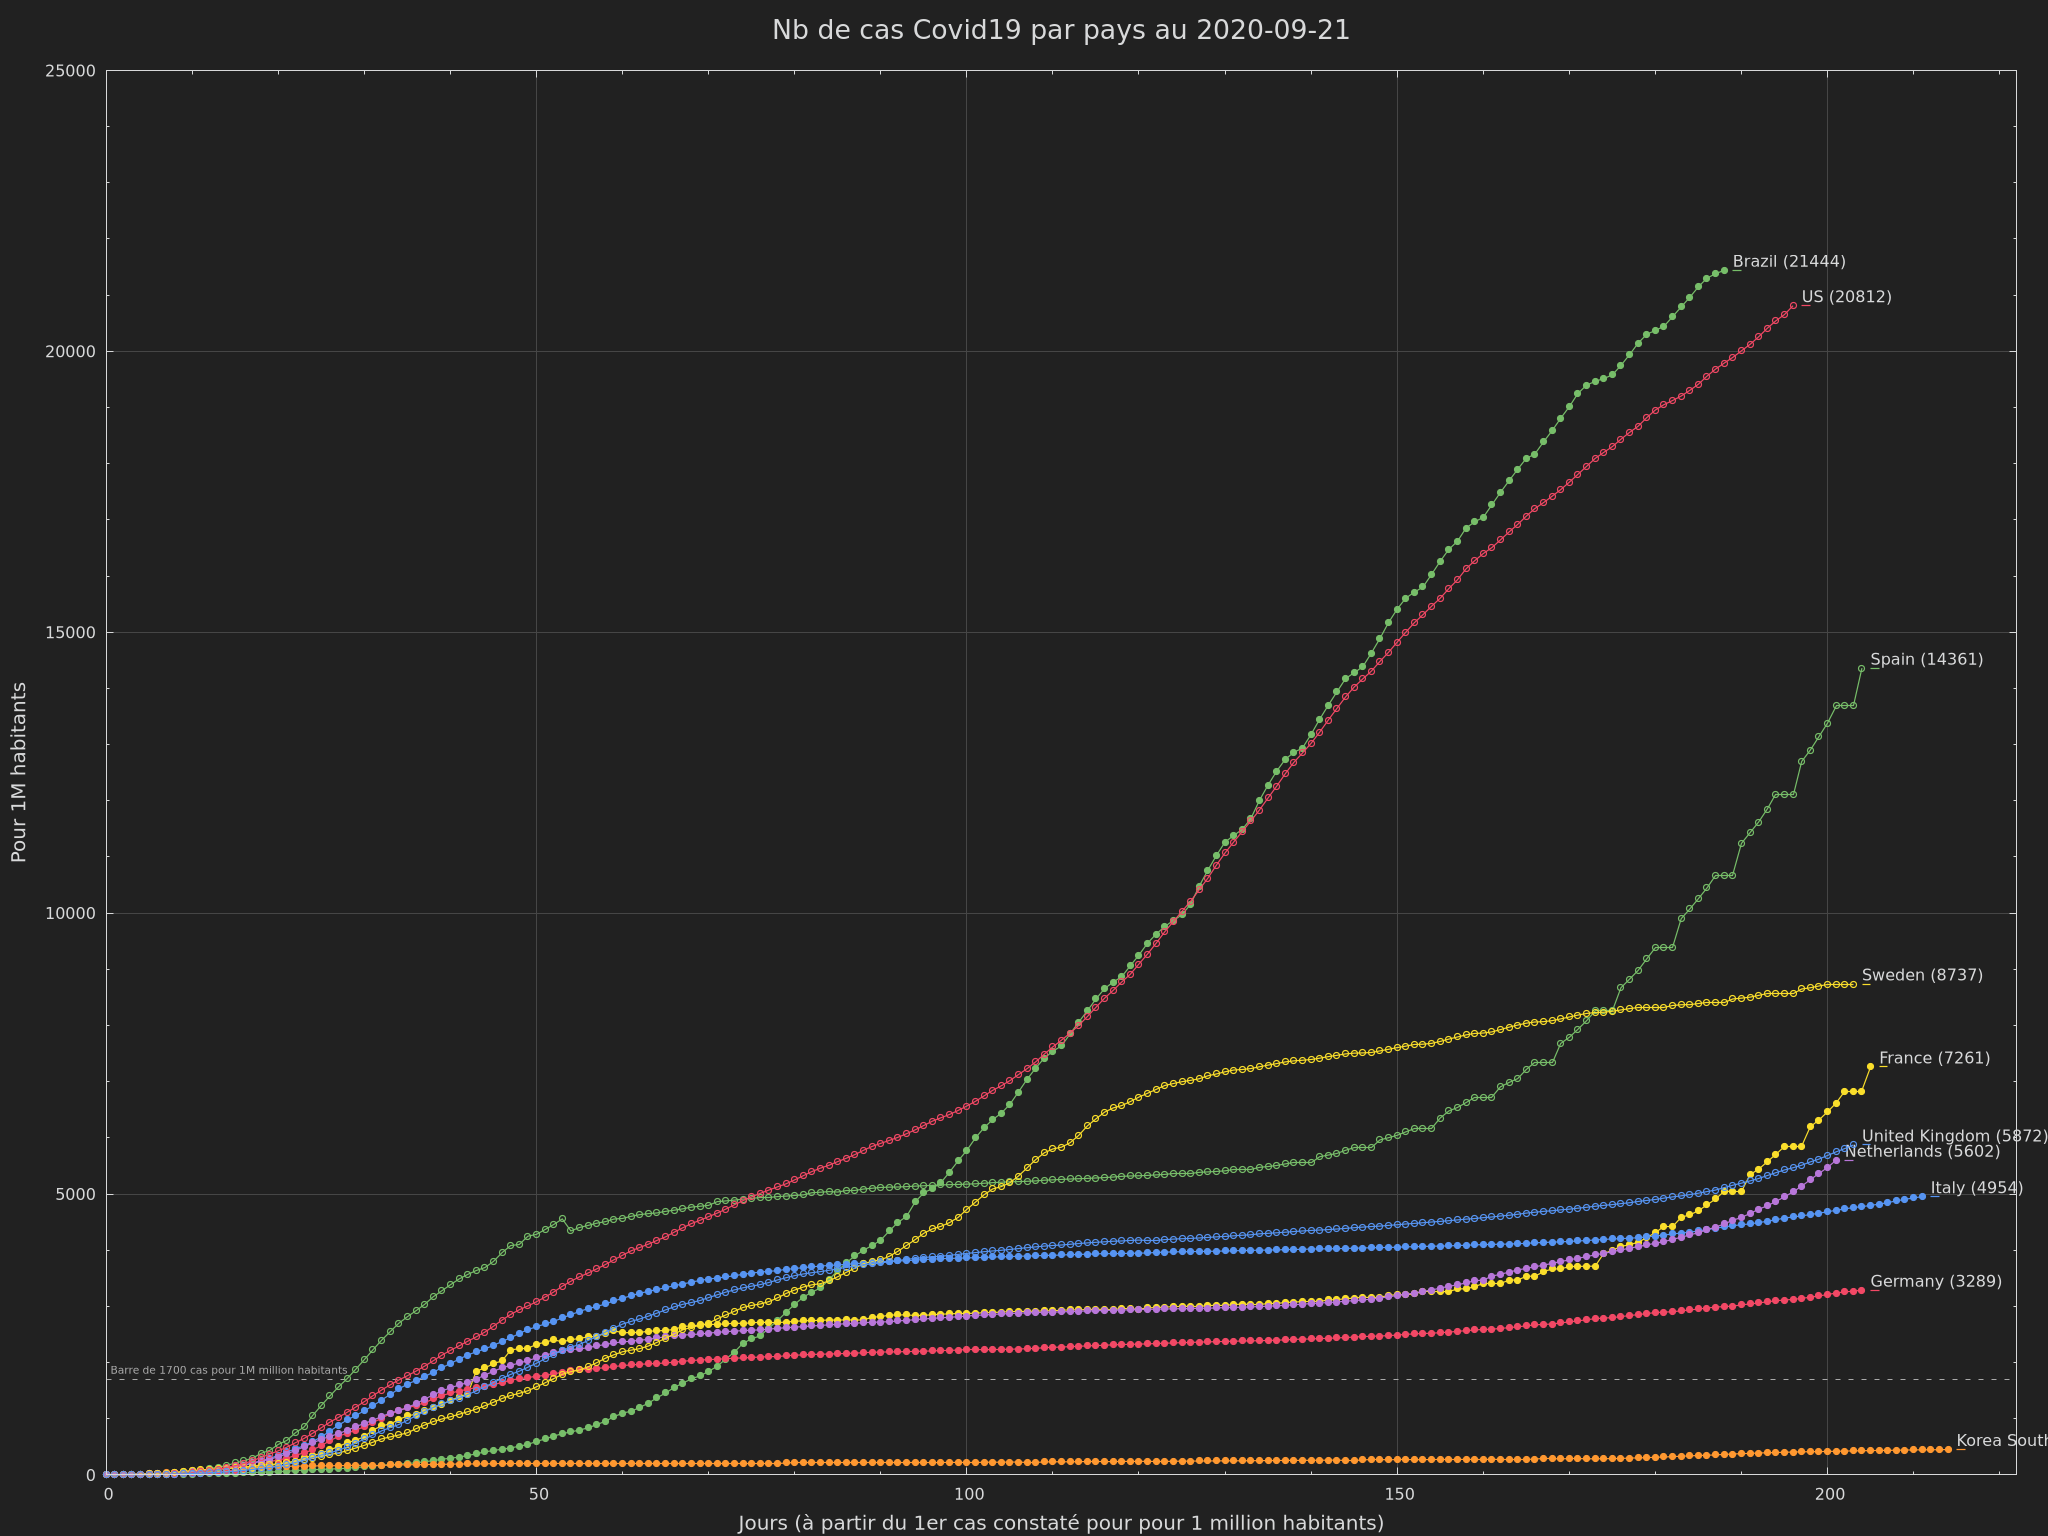 Nb de cas Covid19 par pays au 2020-09-21
25000
20000
15000
10000
5000
0
Pour 1M habitants
Brazil (21444)
US (20812)
Spain (14361)
Sweden (8737)
France (7261)
United Kingdom (5872)
Netherlands (5602)
Italy (4954)
Germany (3289)
Barre de 1700 cas pour 1M million habitants
Korea South
0 50 100 150 200
Jours (à partir du 1er cas constaté pour pour 1 million habitants)